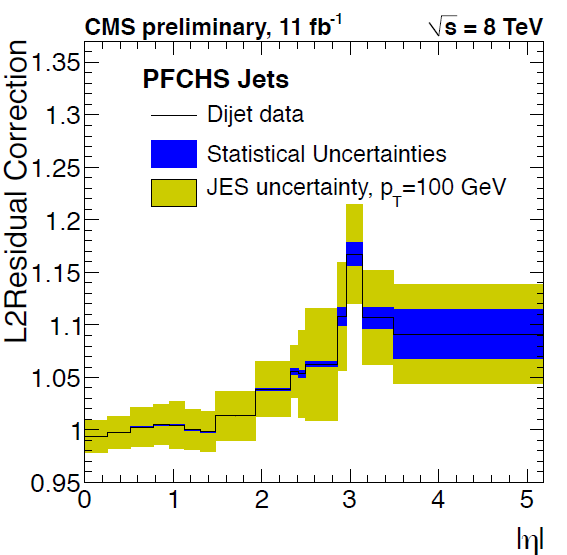 CMS preliminary, 11 fb⁻¹ √s = 8 TeV
L2Residual Correction
1.35
1.3
1.25
1.2
1.15
1.1
1.05
1
0.95
PFCHS Jets
Dijet data
Statistical Uncertainties
JES uncertainty, p_T=100 GeV
0 1 2 3 4 5
|η|